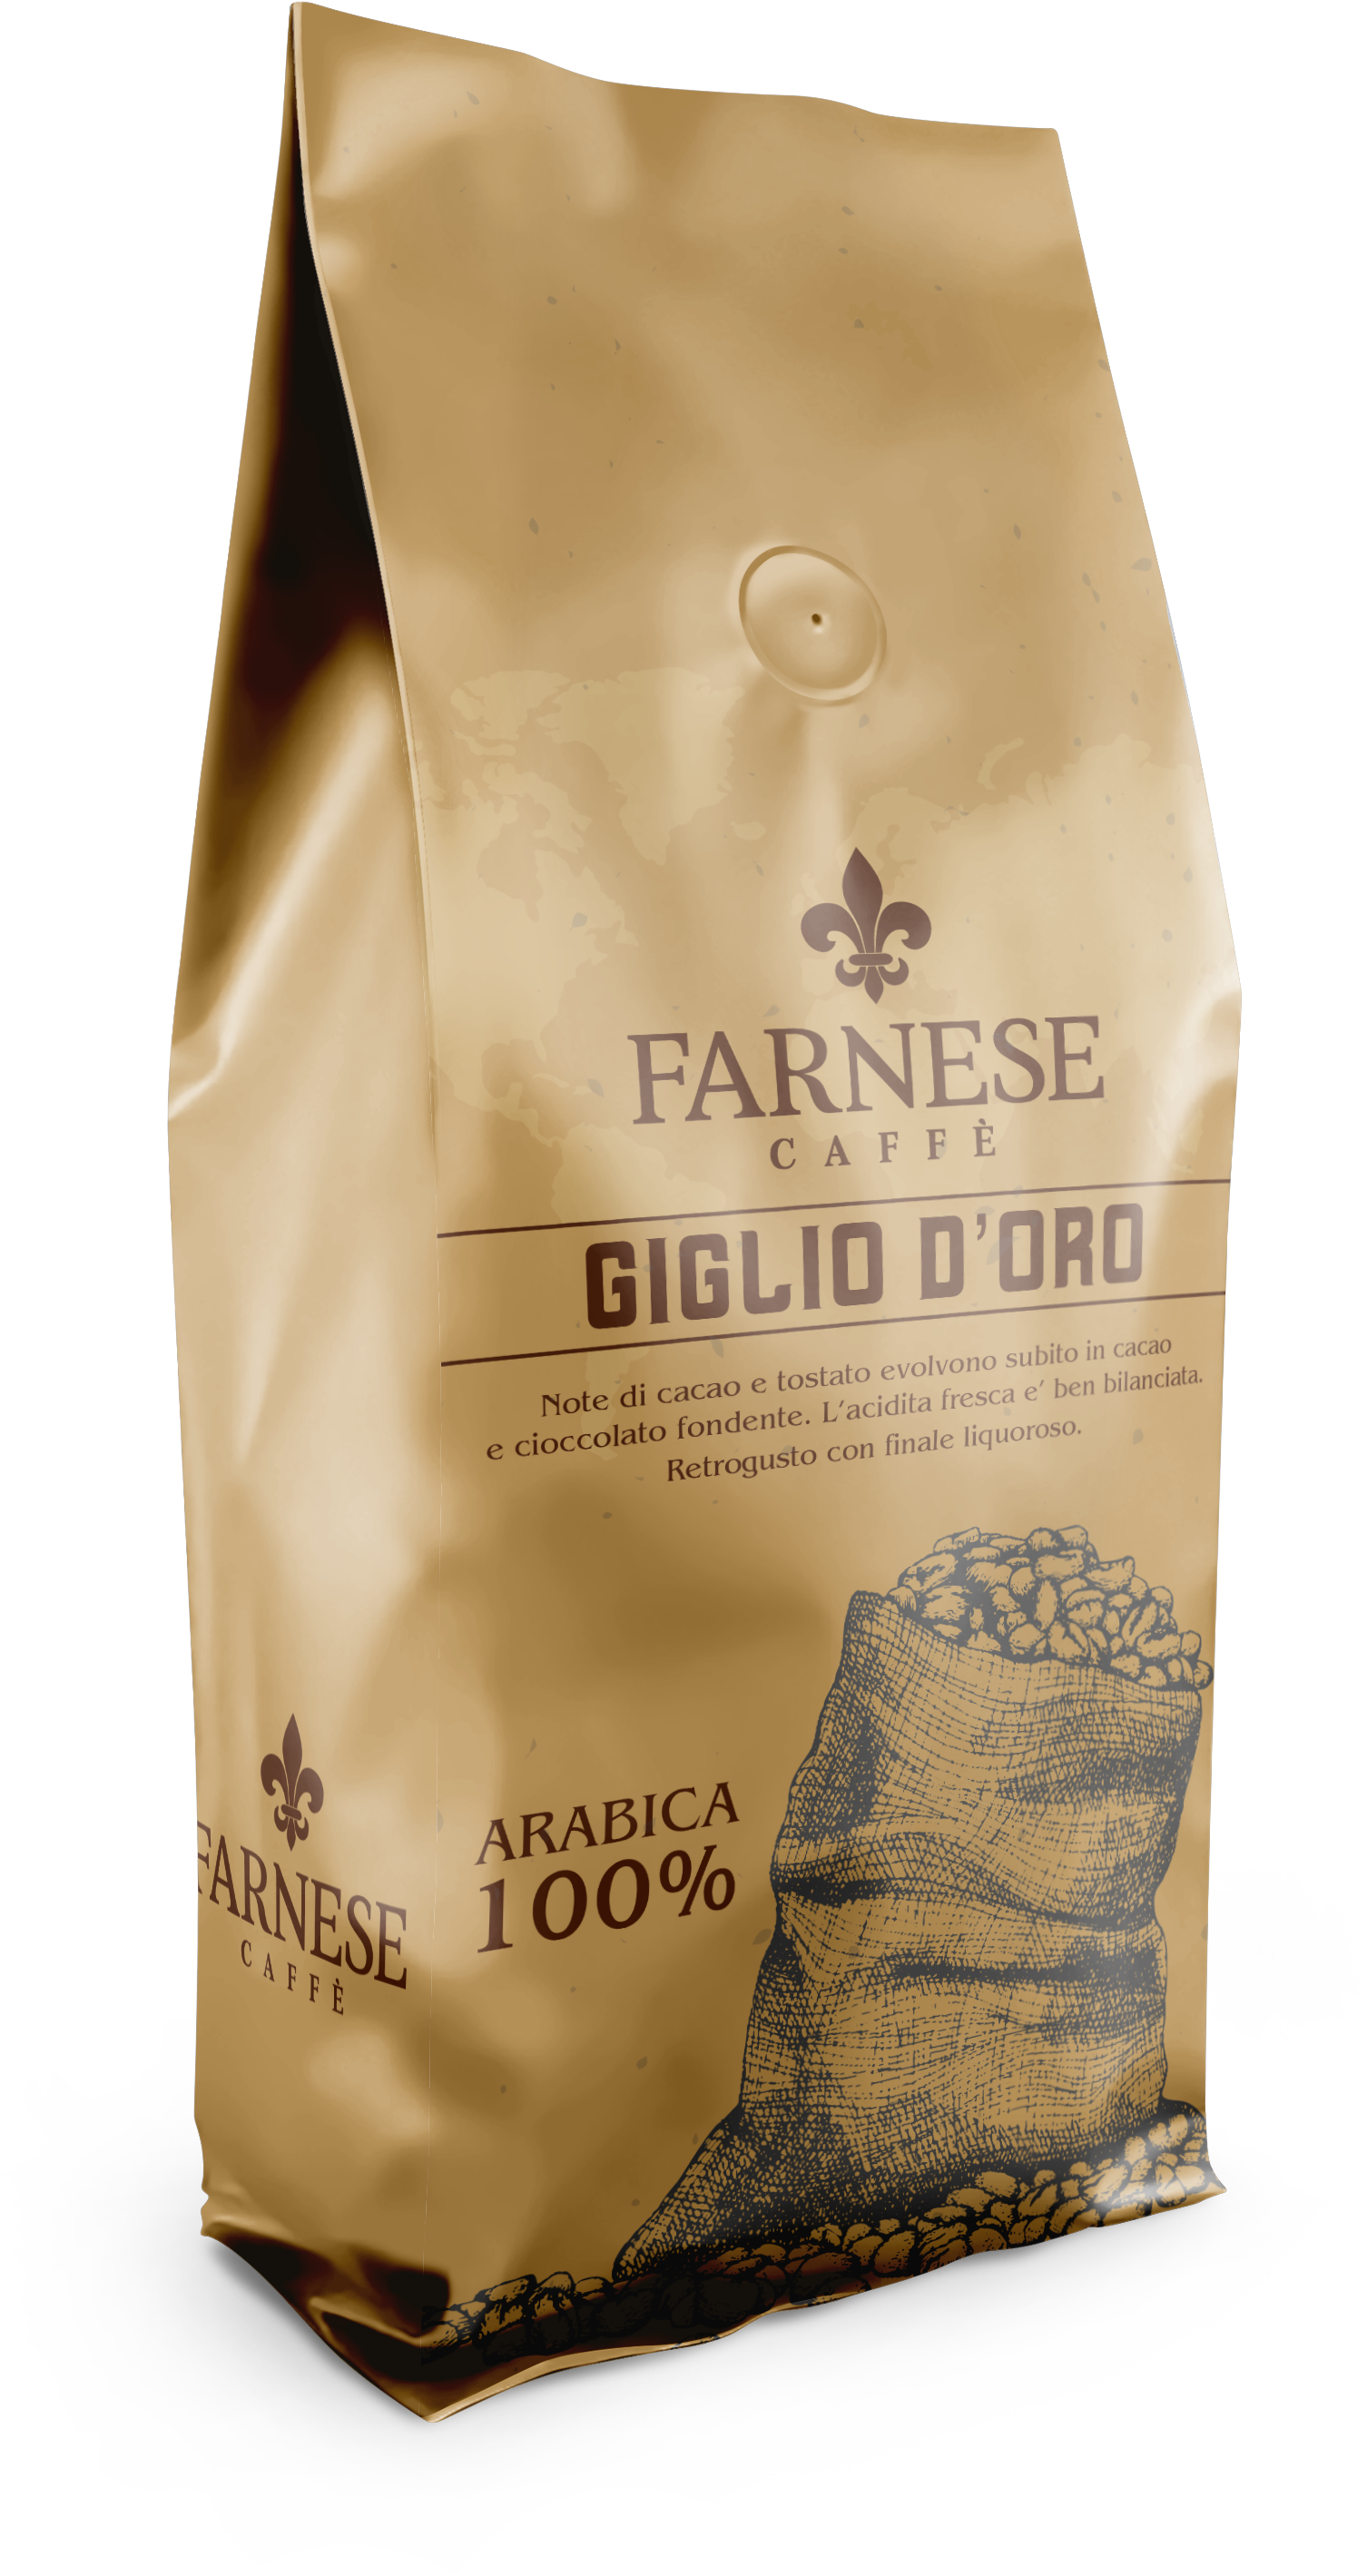 FARNESE
CAFFÈ
GIGLIO D'ORO
Note di cacao e tostato evolvono subito in cacao
e cioccolato fondente. L'acidita fresca e' ben bilanciata.
Retrogusto con finale liquoroso.
ARABICA
100%
FARNESE
CAFFÈ